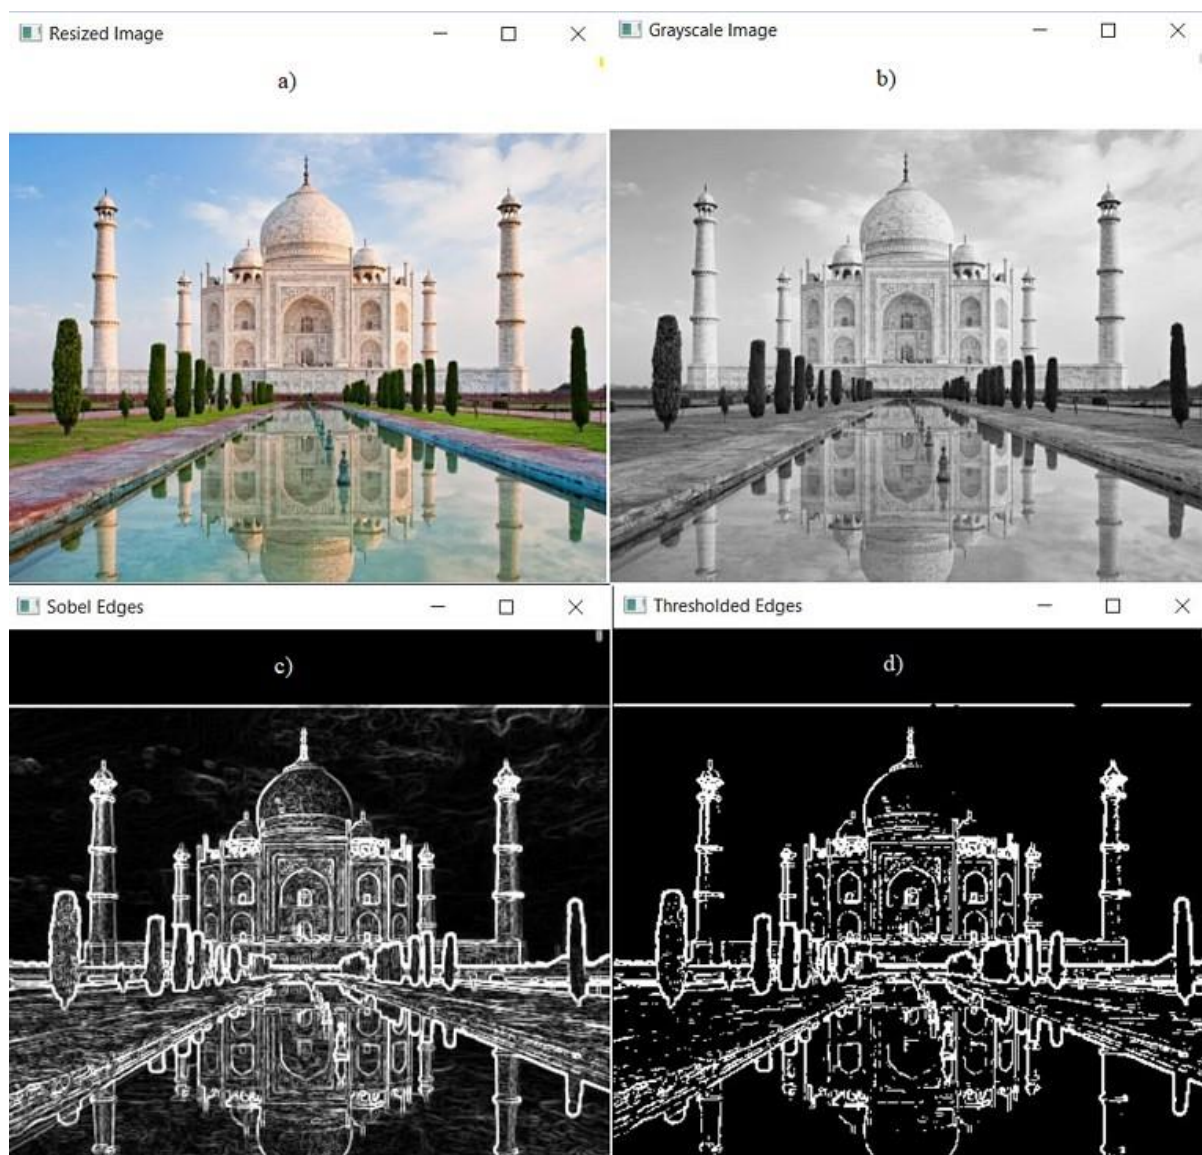 Resized Image
a)
Grayscale Image
b)
Sobel Edges
c)
Thresholded Edges
d)